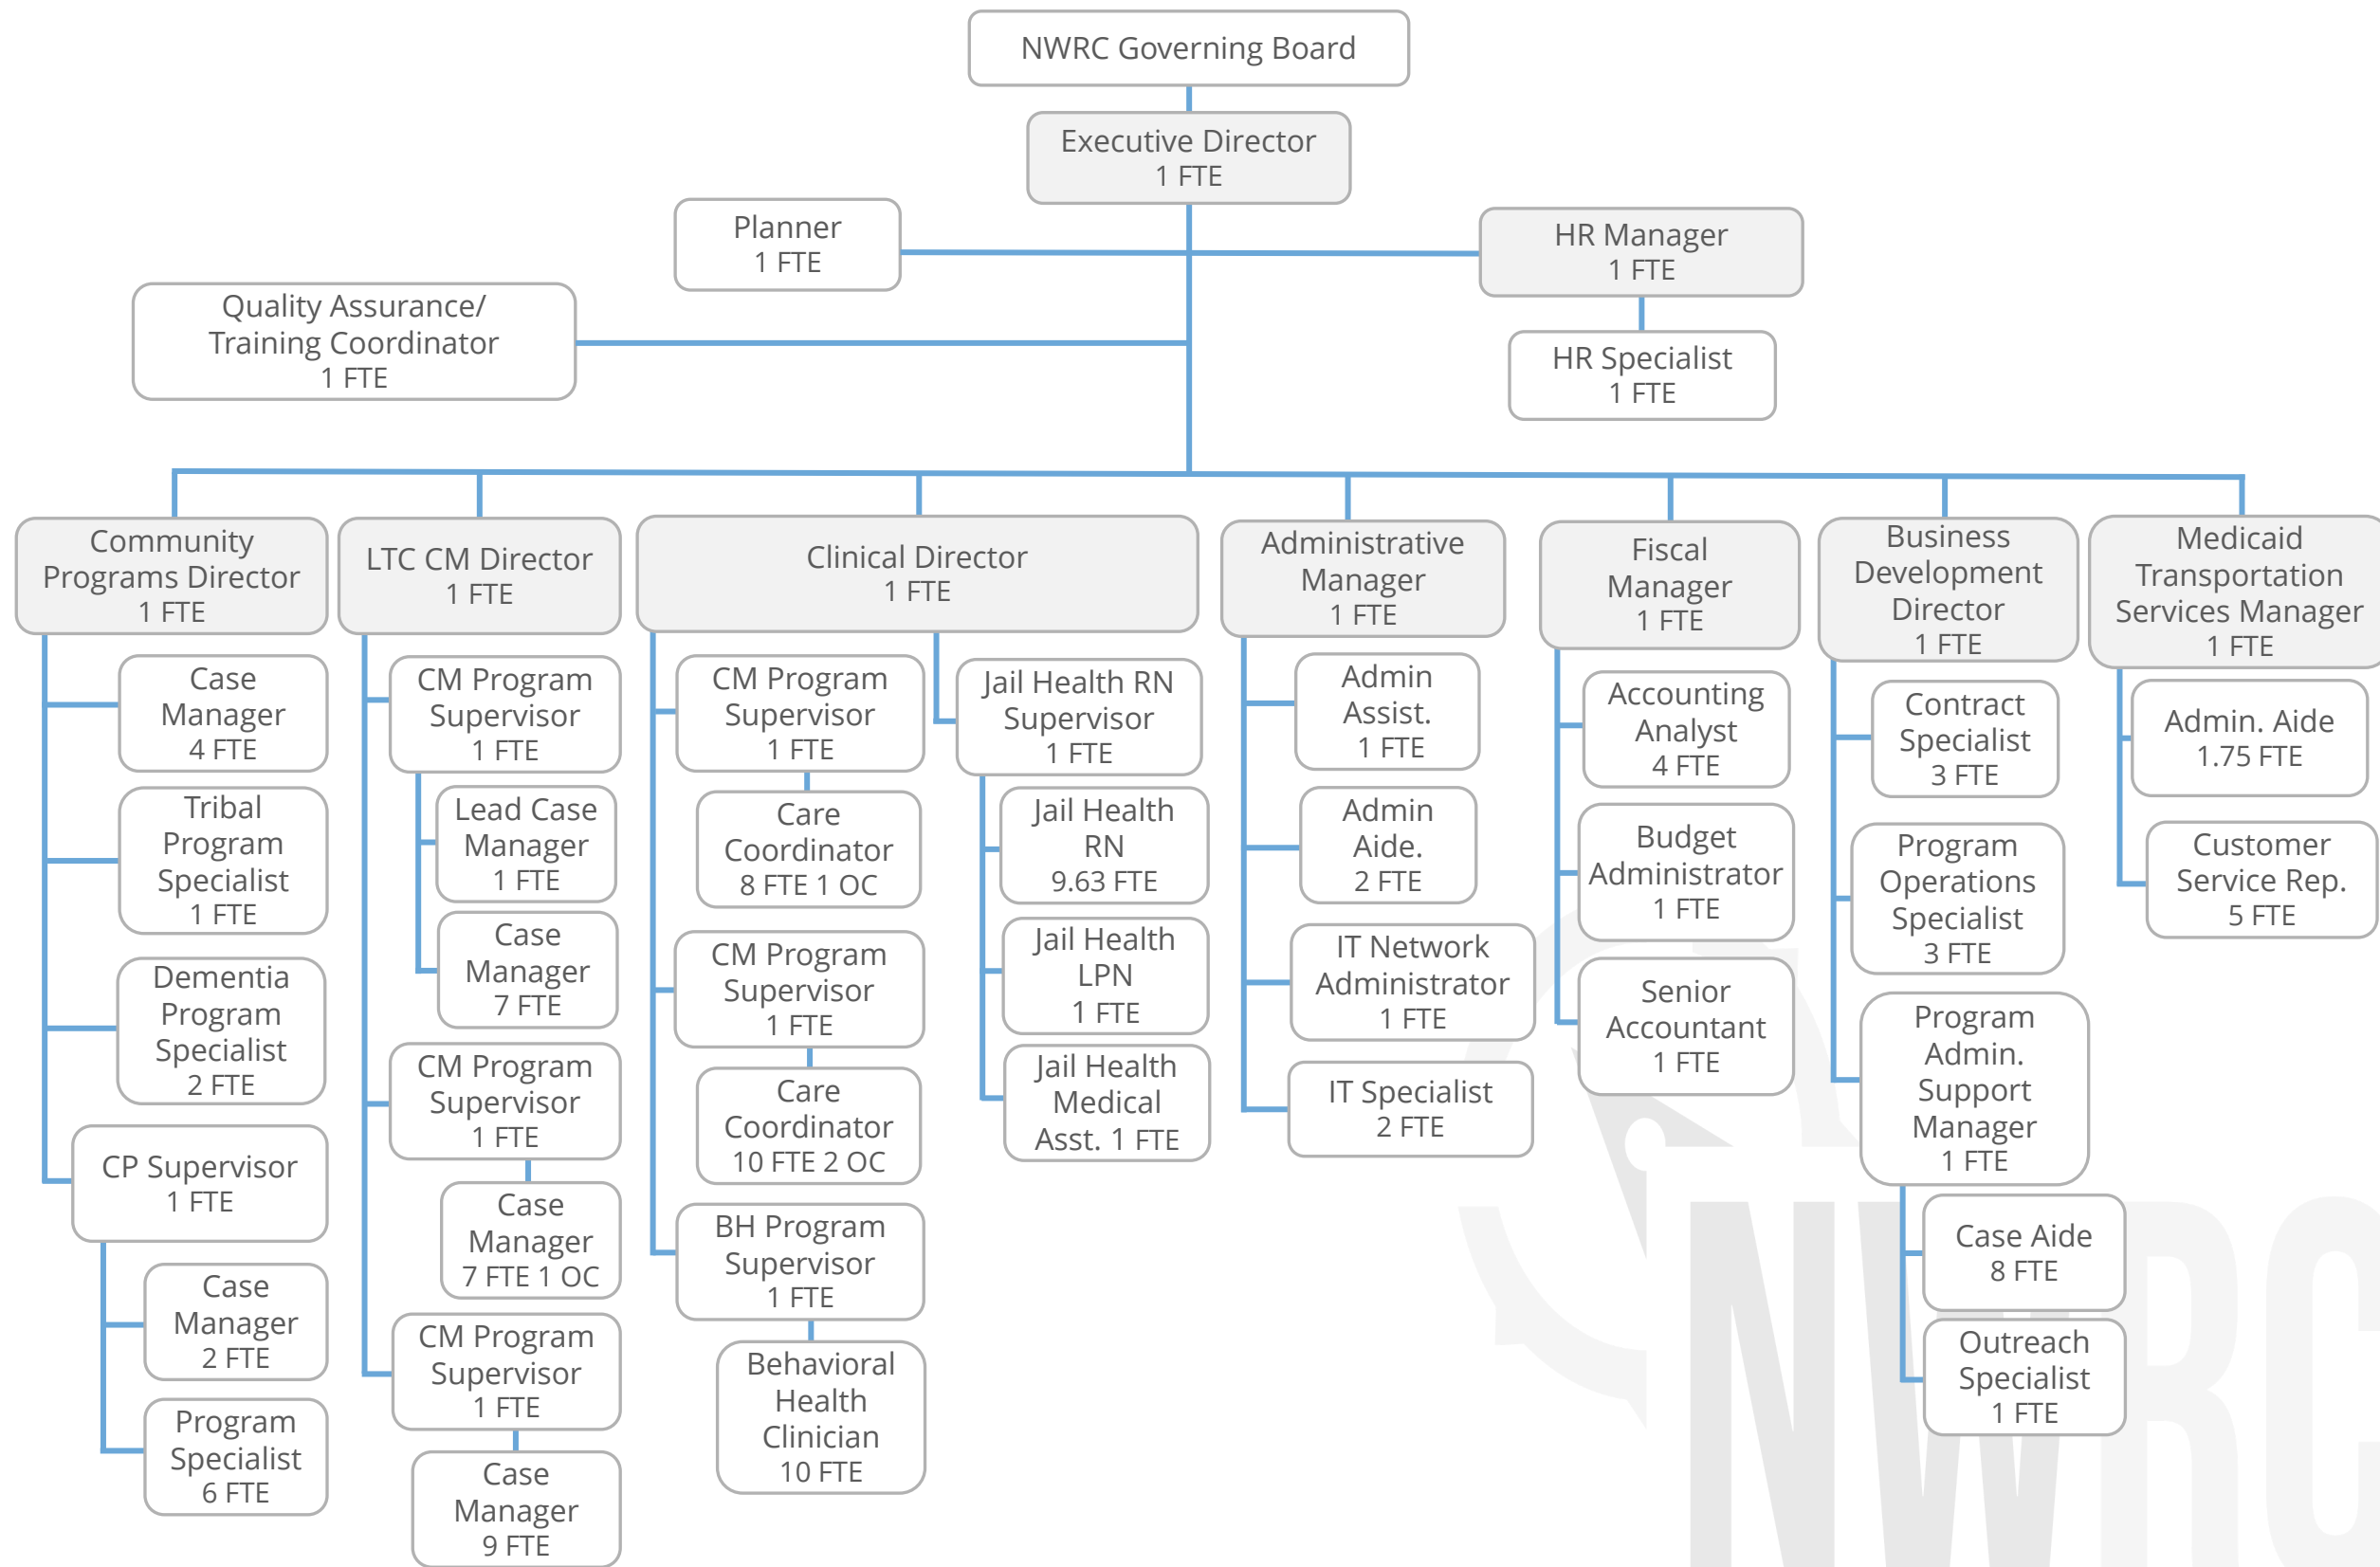 NWRC Governing Board
Executive Director
1 FTE
Planner
1 FTE
HR Manager
1 FTE
Quality Assurance/
Training Coordinator
1 FTE
HR Specialist
1 FTE
Community
Programs Director
1 FTE
Case
Manager
4 FTE
Tribal
Program
Specialist
1 FTE
Dementia
Program
Specialist
2 FTE
CP Supervisor
1 FTE
Case
Manager
2 FTE
Program
Specialist
6 FTE
LTC CM Director
1 FTE
CM Program
Supervisor
1 FTE
Lead Case
Manager
1 FTE
Case
Manager
7 FTE
CM Program
Supervisor
1 FTE
Case
Manager
7 FTE 1 OC
CM Program
Supervisor
1 FTE
Case
Manager
9 FTE
Clinical Director
1 FTE
CM Program
Supervisor
1 FTE
Care
Coordinator
8 FTE 1 OC
CM Program
Supervisor
1 FTE
Care
Coordinator
10 FTE 2 OC
BH Program
Supervisor
1 FTE
Behavioral
Health
Clinician
10 FTE
Jail Health RN
Supervisor
1 FTE
Jail Health
RN
9.63 FTE
Jail Health
LPN
1 FTE
Jail Health
Medical
Asst. 1 FTE
Administrative
Manager
1 FTE
Admin
Assist.
1 FTE
Admin
Aide.
2 FTE
IT Network
Administrator
1 FTE
IT Specialist
2 FTE
Fiscal
Manager
1 FTE
Accounting
Analyst
4 FTE
Budget
Administrator
1 FTE
Senior
Accountant
1 FTE
Business
Development
Director
1 FTE
Contract
Specialist
3 FTE
Program
Operations
Specialist
3 FTE
Program
Admin.
Support
Manager
1 FTE
Case Aide
8 FTE
Outreach
Specialist
1 FTE
Medicaid
Transportation
Services Manager
1 FTE
Admin. Aide
1.75 FTE
Customer
Service Rep.
5 FTE
NWRC